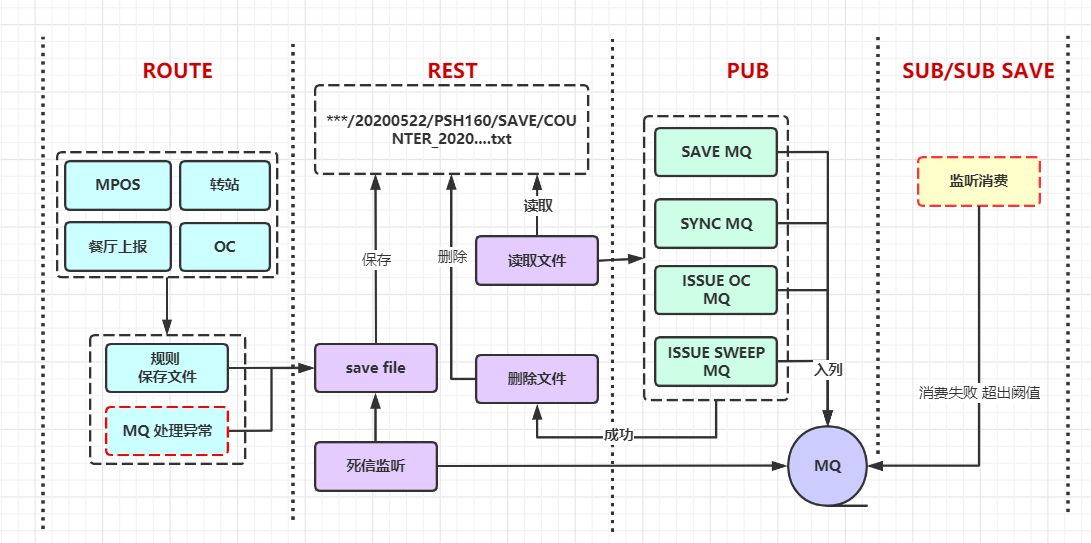 ROUTE
REST
PUB
SUB/SUB SAVE
***/20200522/PSH160/SAVE/COU
NTER_2020....txt
MPOS
转站
餐厅上报
OC
规则
保存文件
MQ 处理异常
保存
删除
读取
读取文件
save file
删除文件
死信监听
SAVE MQ
SYNC MQ
ISSUE OC
MQ
ISSUE SWEEP
MQ
入列
成功
MQ
监听消费
消费失败 超出阙值